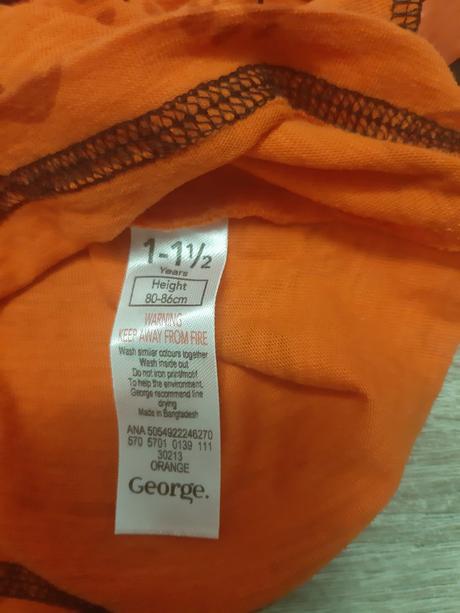 1-1½
Years
Height
80-86cm
WARNING
KEEP AWAY FROM FIRE
Wash similar colours together
Wash inside out
Do not iron print/motif
To help the environment,
George recommend line
drying
Made in Bangladesh
ANA 5054922246270
570 5701 0139 111
30213
ORANGE
George.